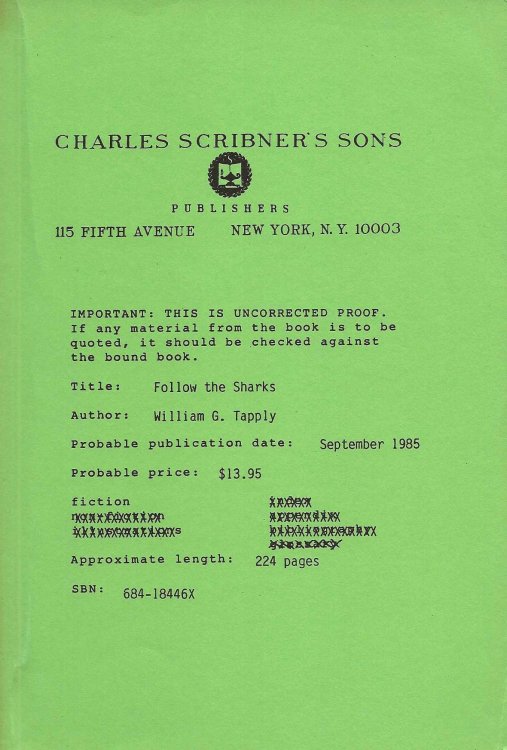 CHARLES SCRIBNER'S SONS
PUBLISHERS
115 FIFTH AVENUE NEW YORK, N. Y. 10003
IMPORTANT: THIS IS UNCORRECTED PROOF.
If any material from the book is to be
quoted, it should be checked against
the bound book.
Title: Follow the Sharks
Author: William G. Tapply
Probable publication date: September 1985
Probable price: $13.95
fiction
Approximate length: 224 pages
SBN: 684-18446X